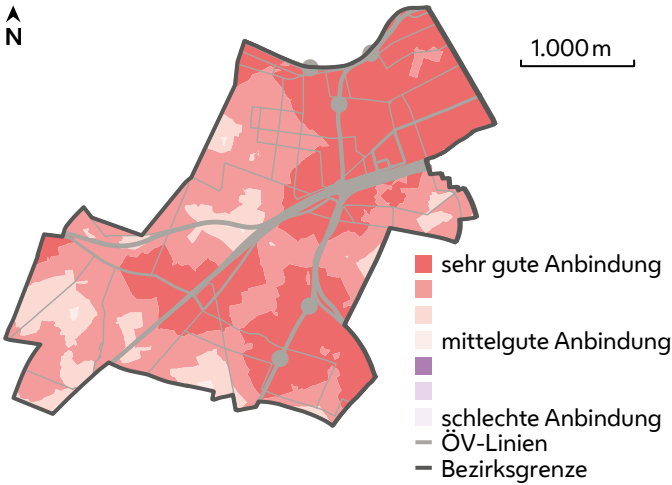 N
1.000 m
sehr gute Anbindung
mittelgute Anbindung
schlechte Anbindung
ÖV-Linien
Bezirksgrenze